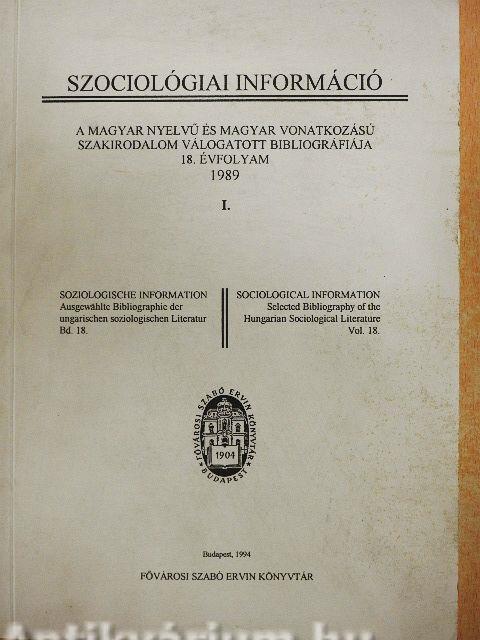 SZOCIOLÓGIAI INFORMÁCIÓ
A MAGYAR NYELVŰ ÉS MAGYAR VONATKOZÁSÚ
SZAKIRODALOM VÁLOGATOTT BIBLIOGRÁFIÁJA
18. ÉVFOLYAM
1989
I.
SOZIOLOGISCHE INFORMATION
Ausgewählte Bibliographie der
ungarischen soziologischen Literatur
Bd. 18.
SOCIOLOGICAL INFORMATION
Selected Bibliography of the
Hungarian Sociological Literature
Vol. 18.
FŐVÁROSI SZABÓ ERVIN KÖNYVTÁR
1904
BUDAPEST
Budapest, 1994
FŐVÁROSI SZABÓ ERVIN KÖNYVTÁR
Antikvárium.hu